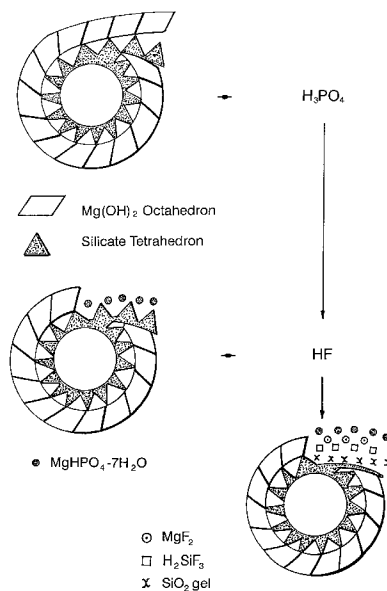 H₃PO₄
Mg(OH)₂ Octahedron
Silicate Tetrahedron
HF
MgHPO₄-7H₂O
MgF₂
H₂SiF₃
SiO₂ gel